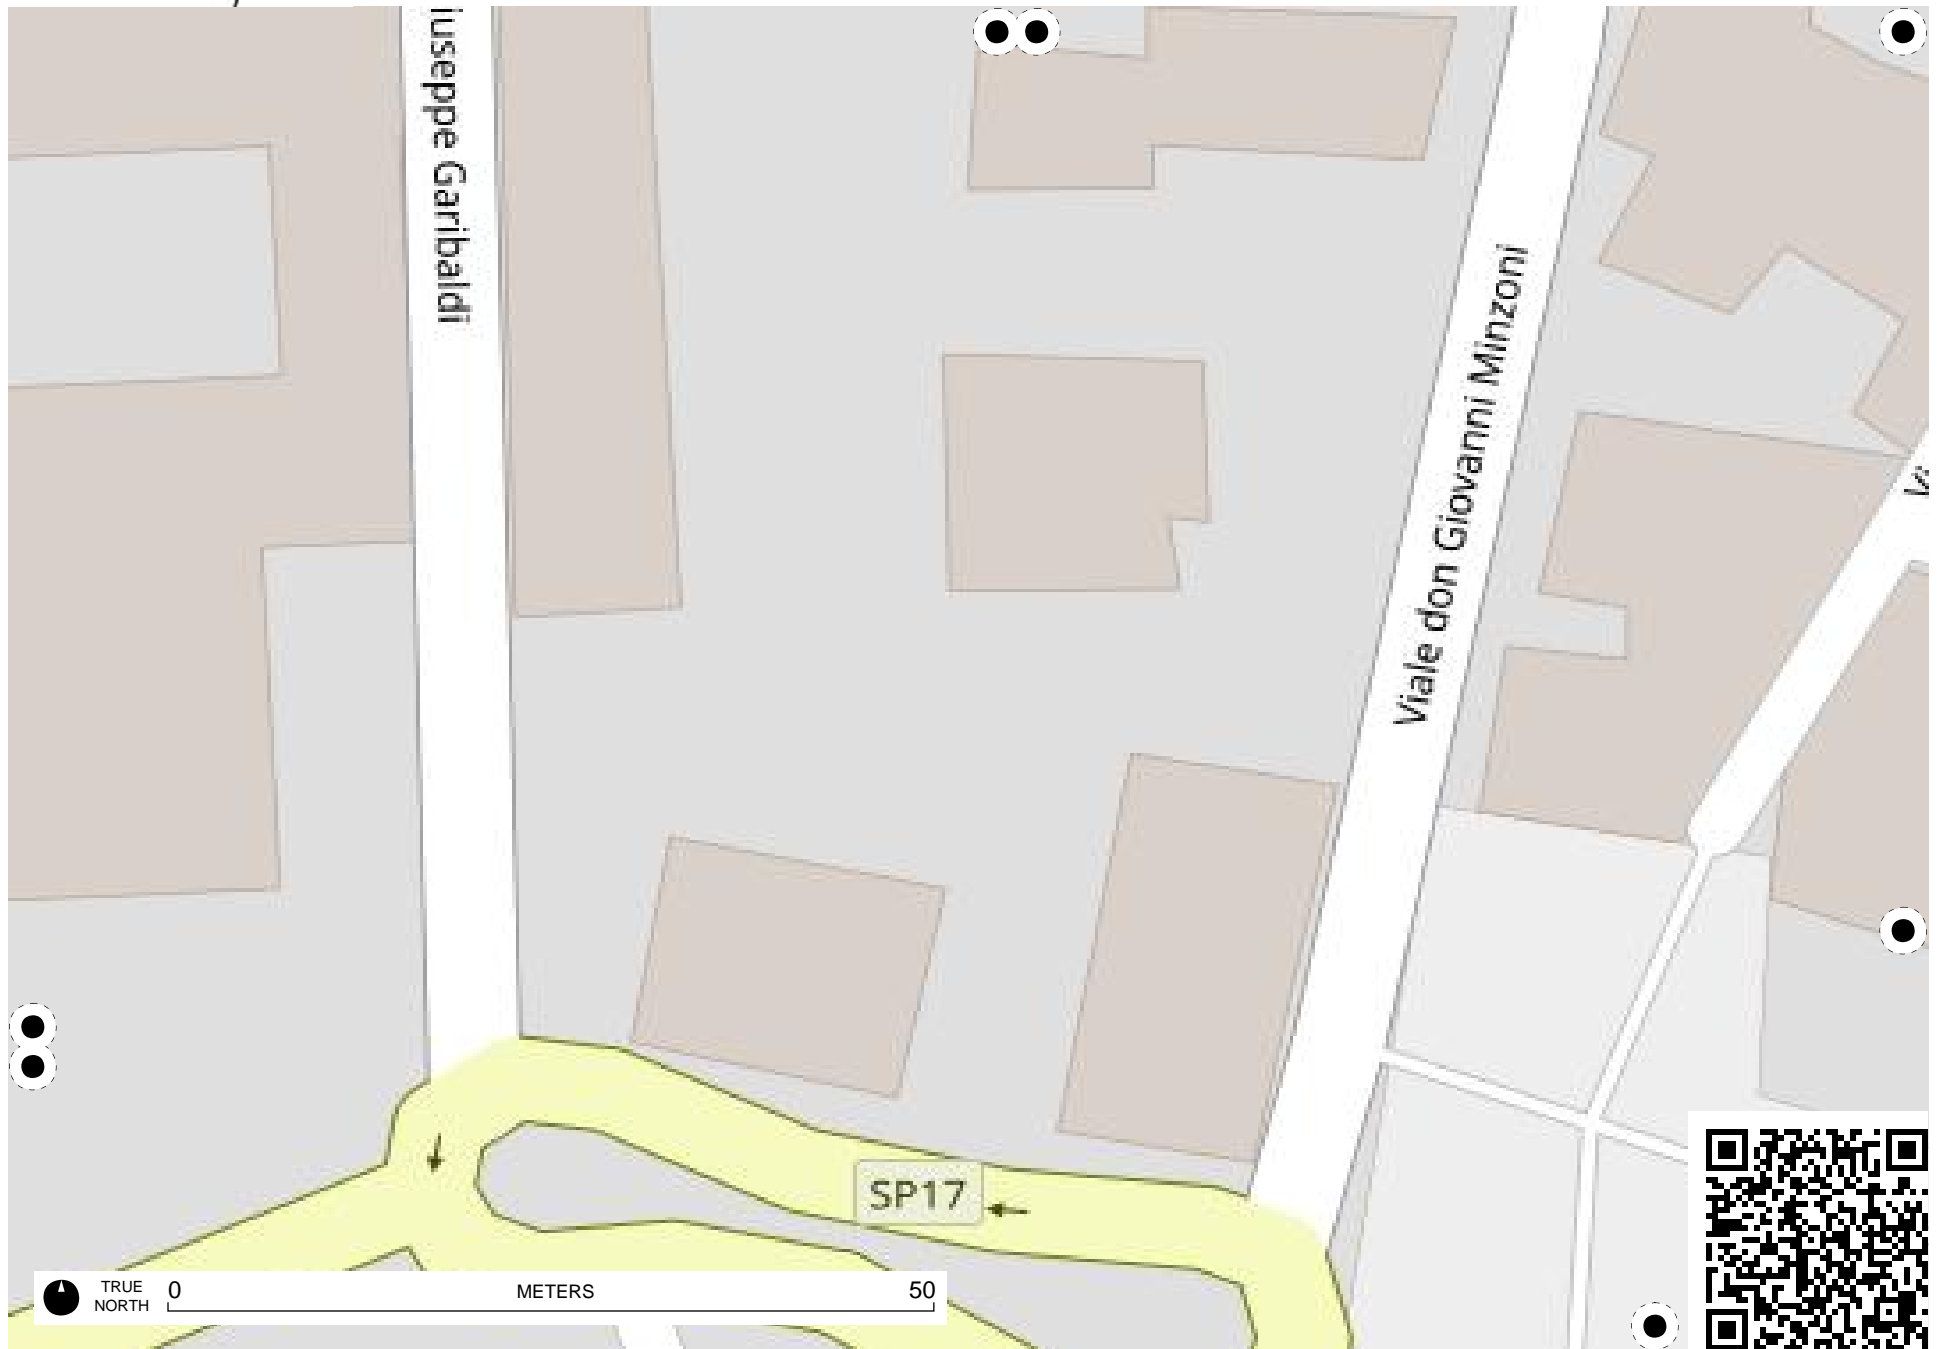 iuseppe Garibaldi
Viale don Giovanni Minzoni
SP17
TRUE
NORTH
0
METERS
50